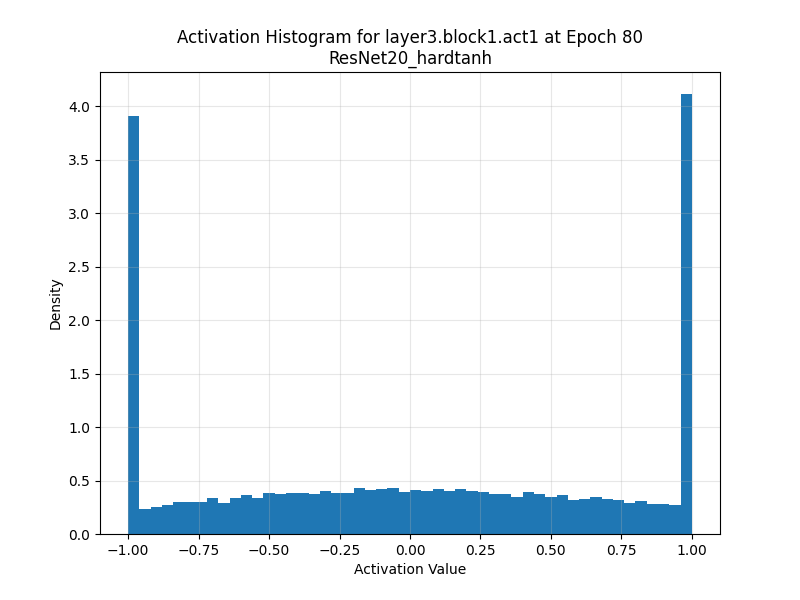 Activation Histogram for layer3.block1.act1 at Epoch 80
ResNet20_hardtanh
4.0
3.5
3.0
2.5
2.0
1.5
1.0
0.5
0.0
Density
−1.00 −0.75 −0.50 −0.25 0.00 0.25 0.50 0.75 1.00
Activation Value